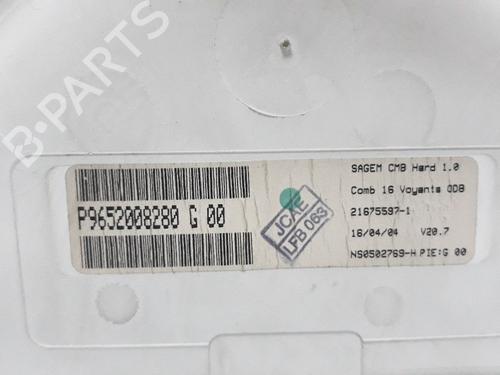 B-PARTS
P9652008280 G 00
JCAE
LFB 063
SAGEM CMB Hard 1.0
Comb 16 Voyants ODB
21675597-1
16/04/04 V20.7
NS0502769-H PIE:G 00